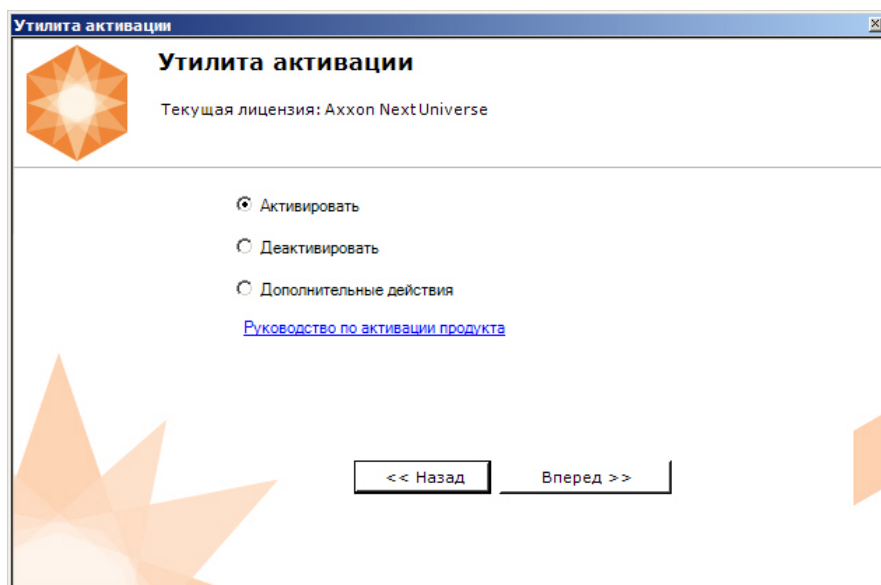 Утилита активации
Утилита активации
Текущая лицензия: Axxon Next Universe
Активировать
Деактивировать
Дополнительные действия
Руководство по активации продукта
<< Назад
Вперед >>